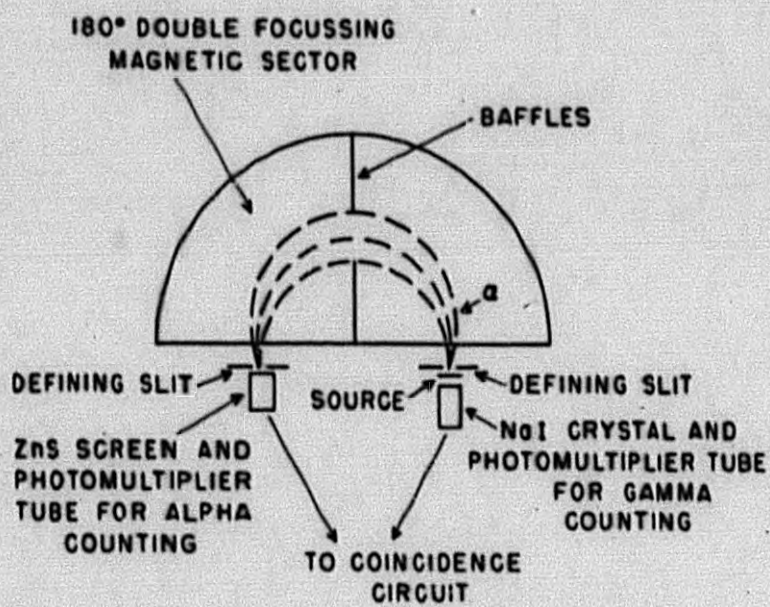 180° DOUBLE FOCUSSING
MAGNETIC SECTOR
BAFFLES
α
DEFINING SLIT
SOURCE
DEFINING SLIT
ZnS SCREEN AND
PHOTOMULTIPLIER
TUBE FOR ALPHA
COUNTING
NaI CRYSTAL AND
PHOTOMULTIPLIER TUBE
FOR GAMMA
COUNTING
TO COINCIDENCE
CIRCUIT